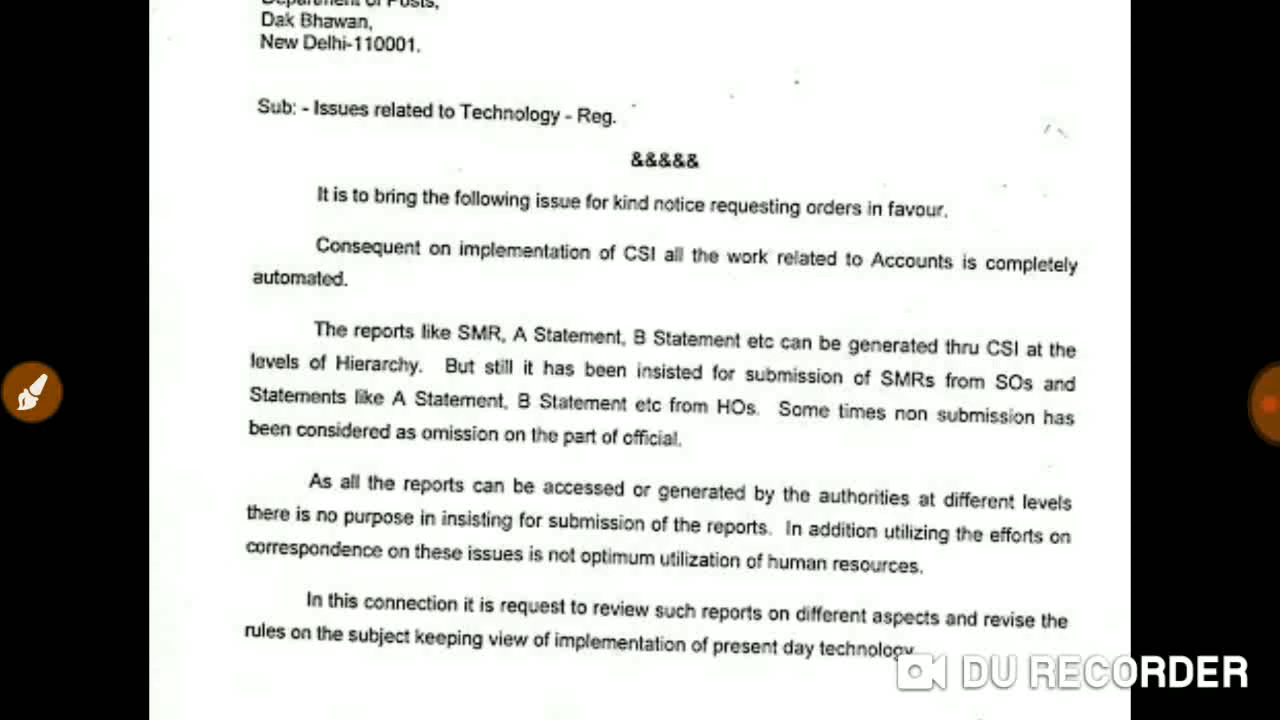 Department of Posts,
Dak Bhawan,
New Delhi-110001.
Sub: - Issues related to Technology - Reg.
&&&&&
It is to bring the following issue for kind notice requesting orders in favour.
Consequent on implementation of CSI all the work related to Accounts is completely
automated.
The reports like SMR, A Statement, B Statement etc can be generated thru CSI at the
levels of Hierarchy. But still it has been insisted for submission of SMRs from SOs and
Statements like A Statement, B Statement etc from HOs. Some times non submission has
been considered as omission on the part of official.
As all the reports can be accessed or generated by the authorities at different levels
there is no purpose in insisting for submission of the reports. In addition utilizing the efforts on
correspondence on these issues is not optimum utilization of human resources.
In this connection it is request to review such reports on different aspects and revise the
rules on the subject keeping view of implementation of present day technology
DU RECORDER